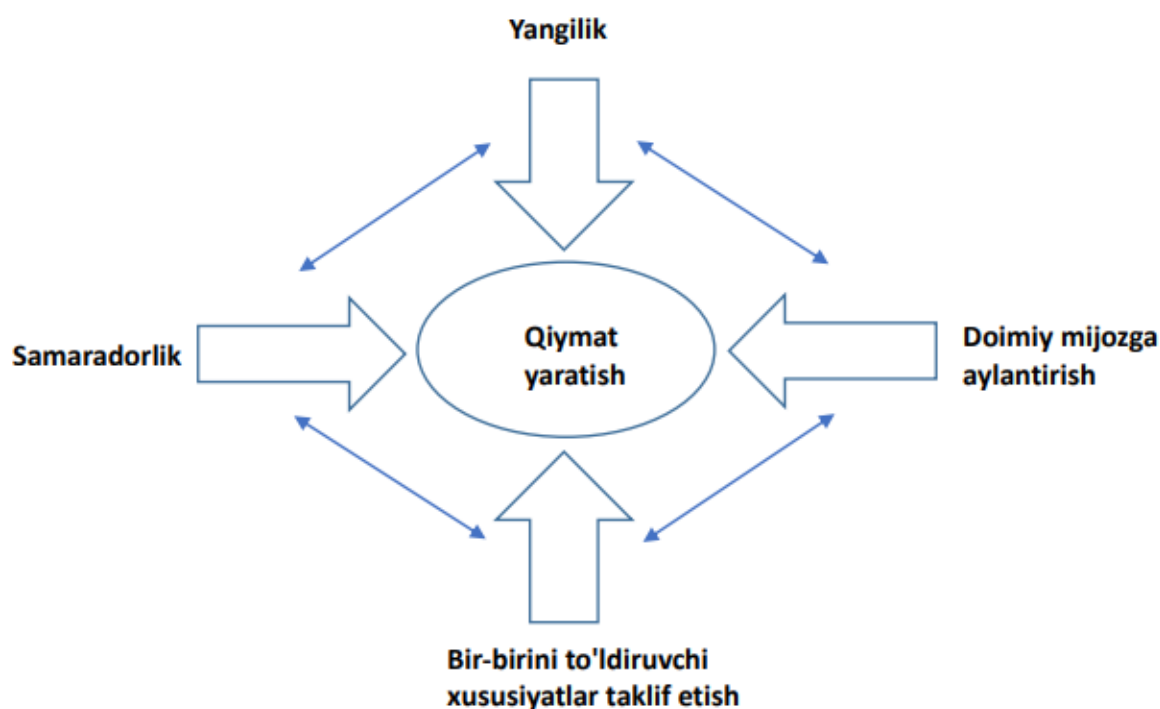 Yangilik
Samaradorlik
Qiymat
yaratish
Doimiy mijozga
aylantirish
Bir-birini to'ldiruvchi
xususiyatlar taklif etish